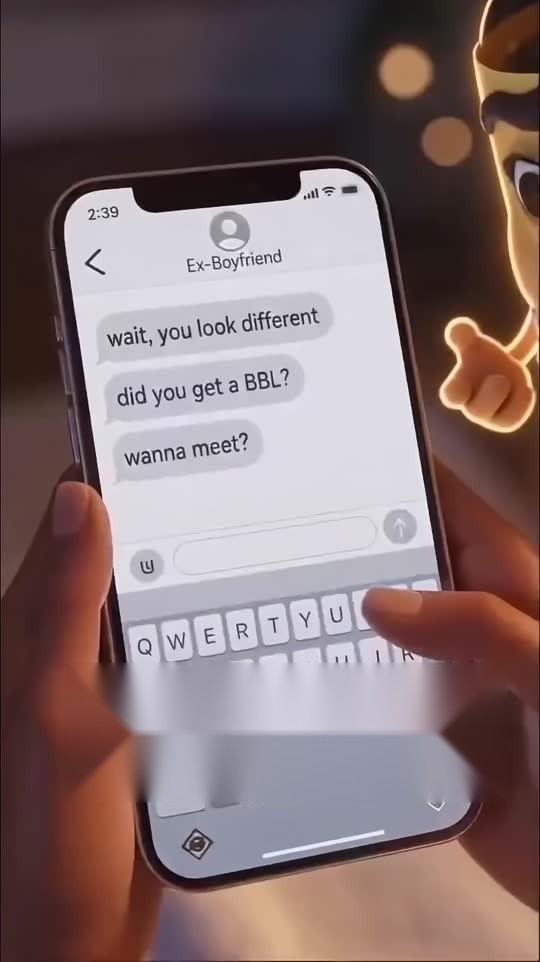 2:39
Ex-Boyfriend
wait, you look different
did you get a BBL?
wanna meet?
Q W E R T Y U